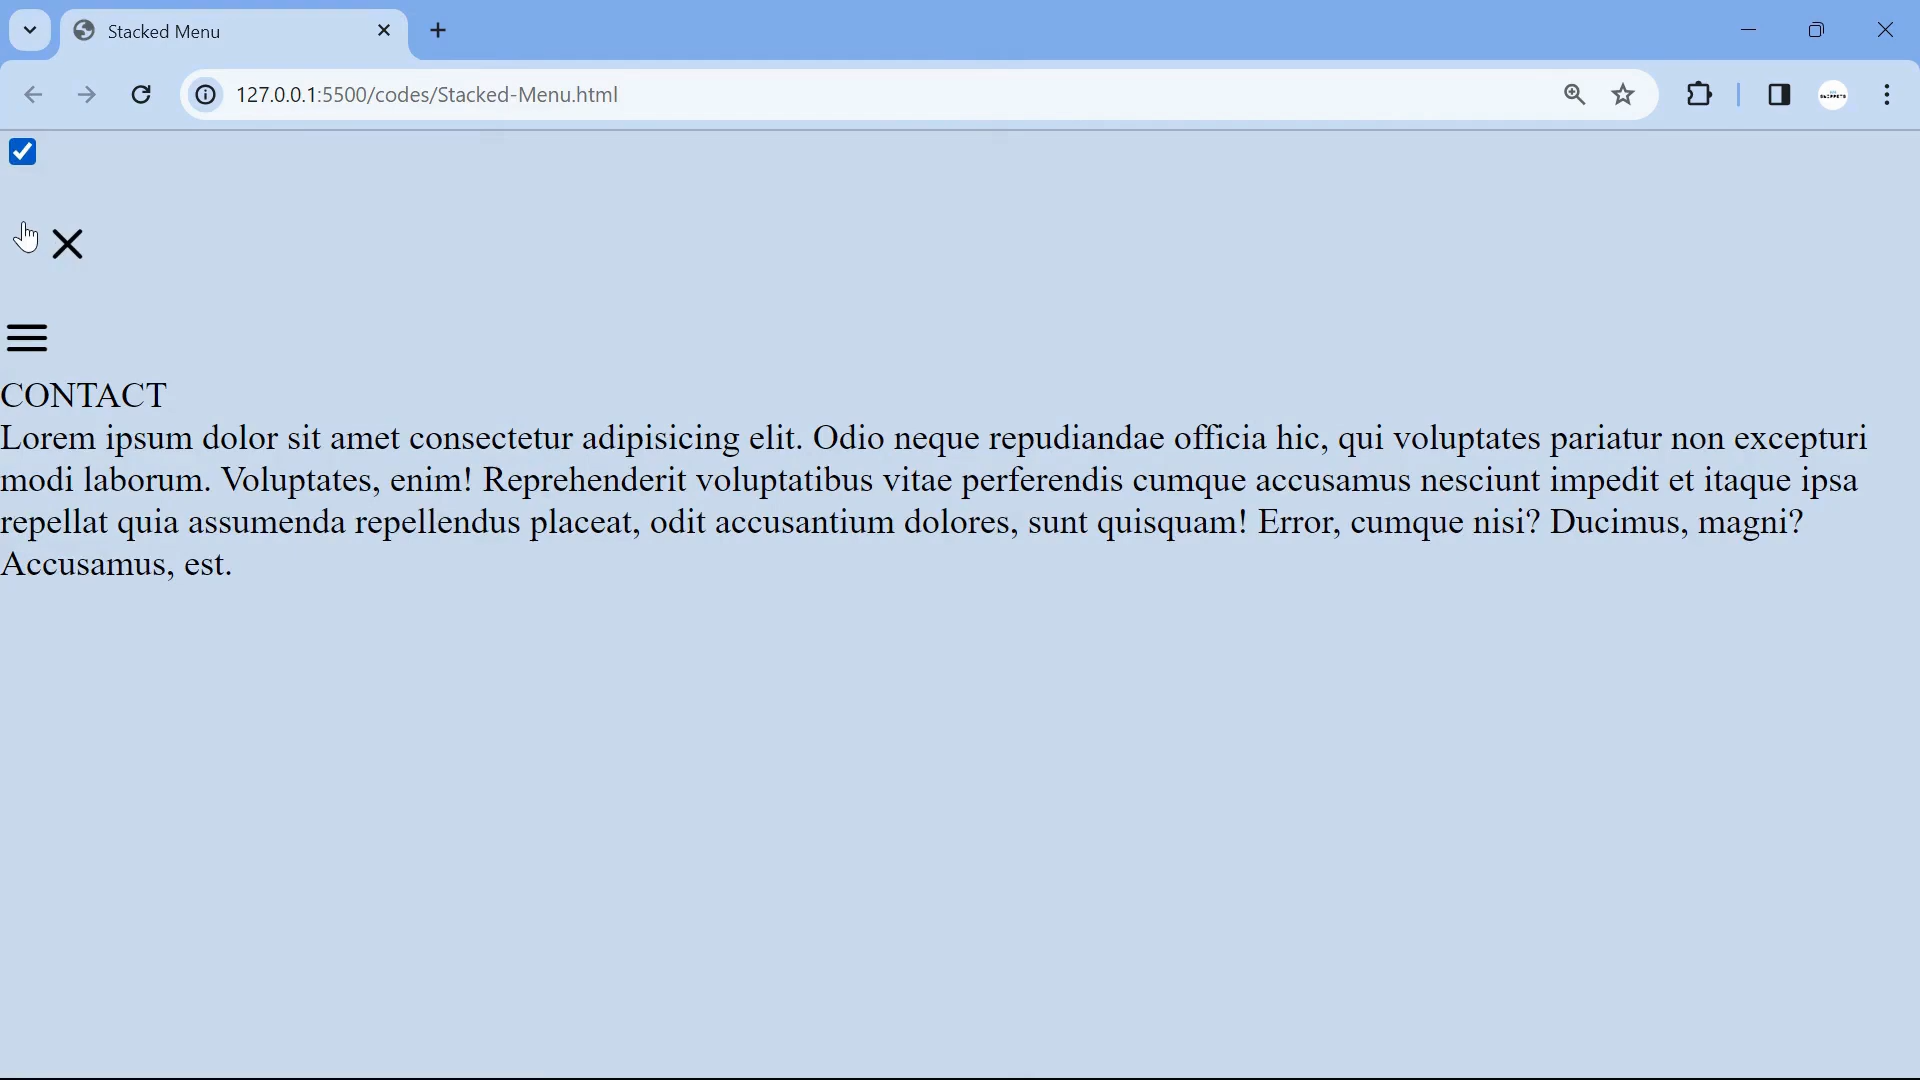 Stacked Menu
127.0.0.1:5500/codes/Stacked-Menu.html
CONTACT
Lorem ipsum dolor sit amet consectetur adipisicing elit. Odio neque repudiandae officia hic, qui voluptates pariatur non excepturi
modi laborum. Voluptates, enim! Reprehenderit voluptatibus vitae perferendis cumque accusamus nesciunt impedit et itaque ipsa
repellat quia assumenda repellendus placeat, odit accusantium dolores, sunt quisquam! Error, cumque nisi? Ducimus, magni?
Accusamus, est.